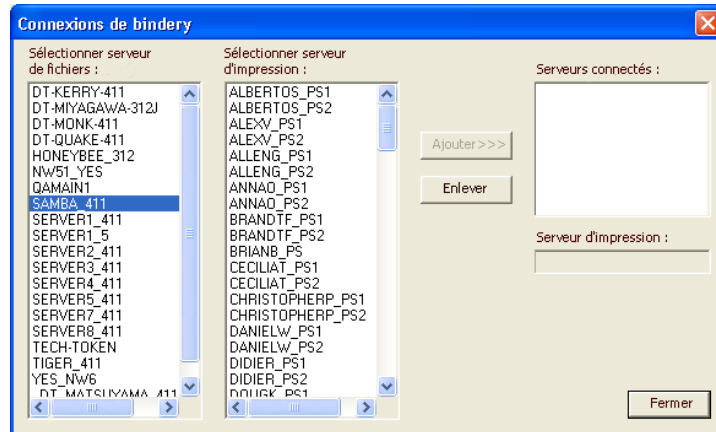 Connexions de bindery
Sélectionner serveur
de fichiers :
DT-KERRY-411
DT-MIYAGAWA-312J
DT-MONK-411
DT-QUAKE-411
HONEYBEE_312
NW51_YES
QAMAIN1
SAMBA_411
SERVER1_411
SERVER1_5
SERVER2_411
SERVER3_411
SERVER4_411
SERVER5_411
SERVER7_411
SERVER8_411
TECH-TOKEN
TIGER_411
YES_NW6
_DT_MATSUYAMA_411
Sélectionner serveur
d'impression :
ALBERTOS_PS1
ALBERTOS_PS2
ALEXV_PS1
ALEXV_PS2
ALLENG_PS1
ALLENG_PS2
ANNAO_PS1
ANNAO_PS2
BRANDTF_PS1
BRANDTF_PS2
BRIANB_PS
CECILIAT_PS1
CECILIAT_PS2
CHRISTOPHERP_PS1
CHRISTOPHERP_PS2
DANIELW_PS1
DANIELW_PS2
DIDIER_PS1
DIDIER_PS2
DOUGK_PS1
Ajouter>>>
Enlever
Serveurs connectés :
Serveur d'impression :
Fermer